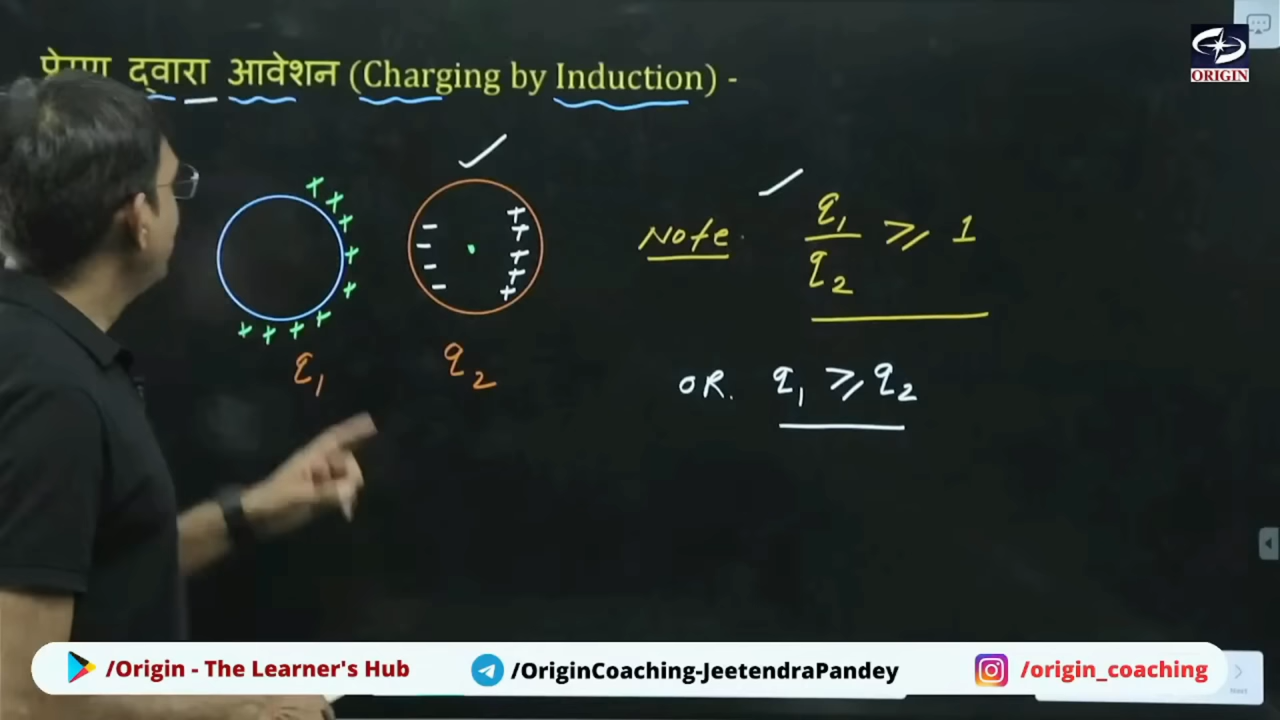 द्वारा आवेशन (Charging by Induction) -
ORIGIN
+ + + + + + + + +
- - - -
+ + + + +
q₁
q₂
Note. q₁/q₂ ⩾ 1
OR. q₁ ⩾ q₂
/Origin - The Learner's Hub
/OriginCoaching-JeetendraPandey
/origin_coaching
Next